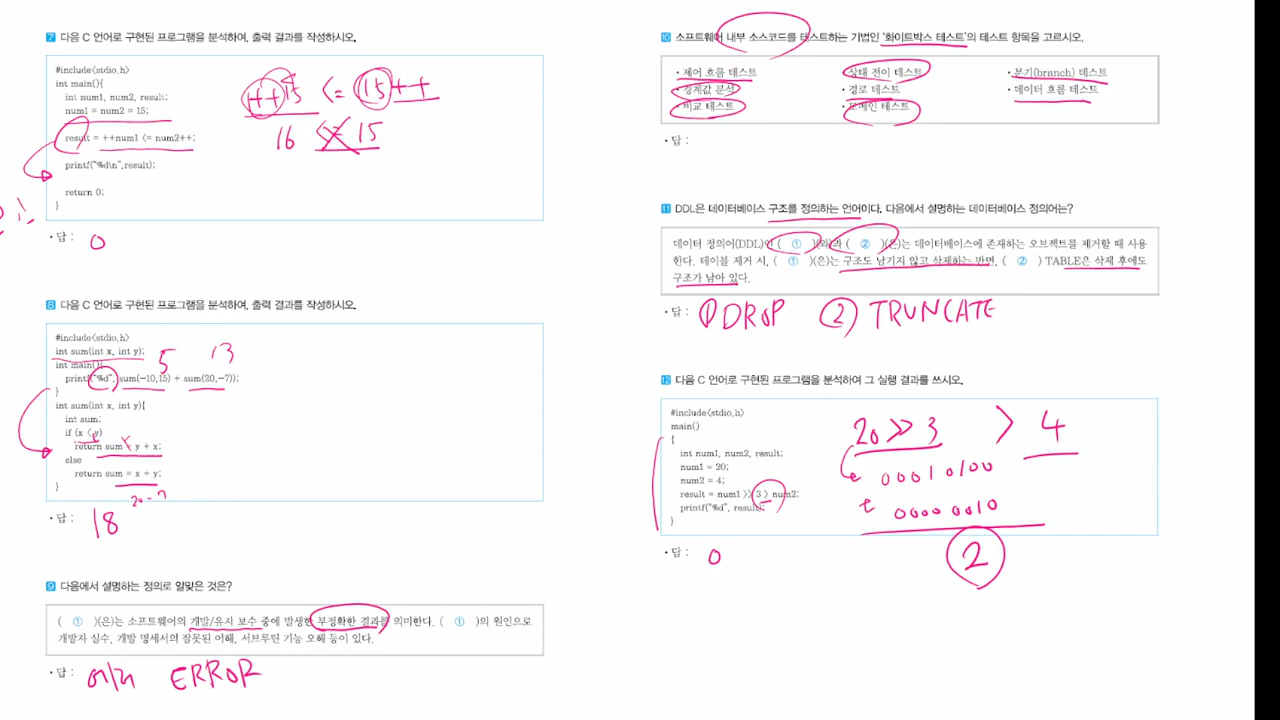 7 다음 C 언어로 구현된 프로그램을 분석하여, 출력 결과를 작성하시오.
#include<stdio.h>
int main(){
int num1, num2, result;
num1 = num2 = 15;
result = ++num1 <= num2++;
printf("%d\n",result);
return 0;
}
++15 <= 15++
16 <= 15
• 답 : 0
8 다음 C 언어로 구현된 프로그램을 분석하여, 출력 결과를 작성하시오.
#include<stdio.h>
int sum(int x, int y);
int main(){
5 13
printf("%d", sum(-10,15) + sum(20,-7));
}
int sum(int x, int y){
int sum;
if (x < y)
return sum = y + x;
else
return sum = x + y;
}
20-7
• 답 : 18
9 다음에서 설명하는 정의로 알맞은 것은?
( ① )(은)는 소프트웨어의 개발/유지 보수 중에 발생한 부정확한 결과를 의미한다. ( ① )의 원인으로
개발자 실수, 개발 명세서의 잘못된 이해, 서브루틴 기능 오해 등이 있다.
• 답 : 에러 ERROR
10 소프트웨어 내부 소스코드를 테스트하는 기법인 '화이트박스 테스트'의 테스트 항목을 고르시오.
• 제어 흐름 테스트 • 상태 전이 테스트 • 분기(branch) 테스트
• 경계값 분석 • 경로 테스트 • 데이터 흐름 테스트
• 비교 테스트 • 도메인 테스트
• 답 :
11 DDL은 데이터베이스 구조를 정의하는 언어이다. 다음에서 설명하는 데이터베이스 정의어는?
데이터 정의어(DDL)인 ( ① )(와)과 ( ② )(은)는 데이터베이스에 존재하는 오브젝트를 제거할 때 사용
한다. 테이블 제거 시, ( ① )(은)는 구조도 남기지 않고 삭제하는 반면, ( ② ) TABLE은 삭제 후에도
구조가 남아 있다.
• 답 : ① DROP ② TRUNCATE
12 다음 C 언어로 구현된 프로그램을 분석하여 그 실행 결과를 쓰시오.
#include<stdio.h>
main()
{
int num1, num2, result;
num1 = 20;
num2 = 4;
result = num1 >> 3 > num2;
printf("%d", result);
}
20 >> 3 > 4
00010100
00000010
2
• 답 : 0